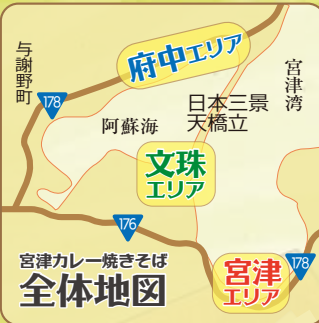 府中エリア
与謝野町
178
宮津湾
日本三景
天橋立
阿蘇海
文珠
エリア
176
宮津
エリア
178
宮津カレー焼きそば
全体地図